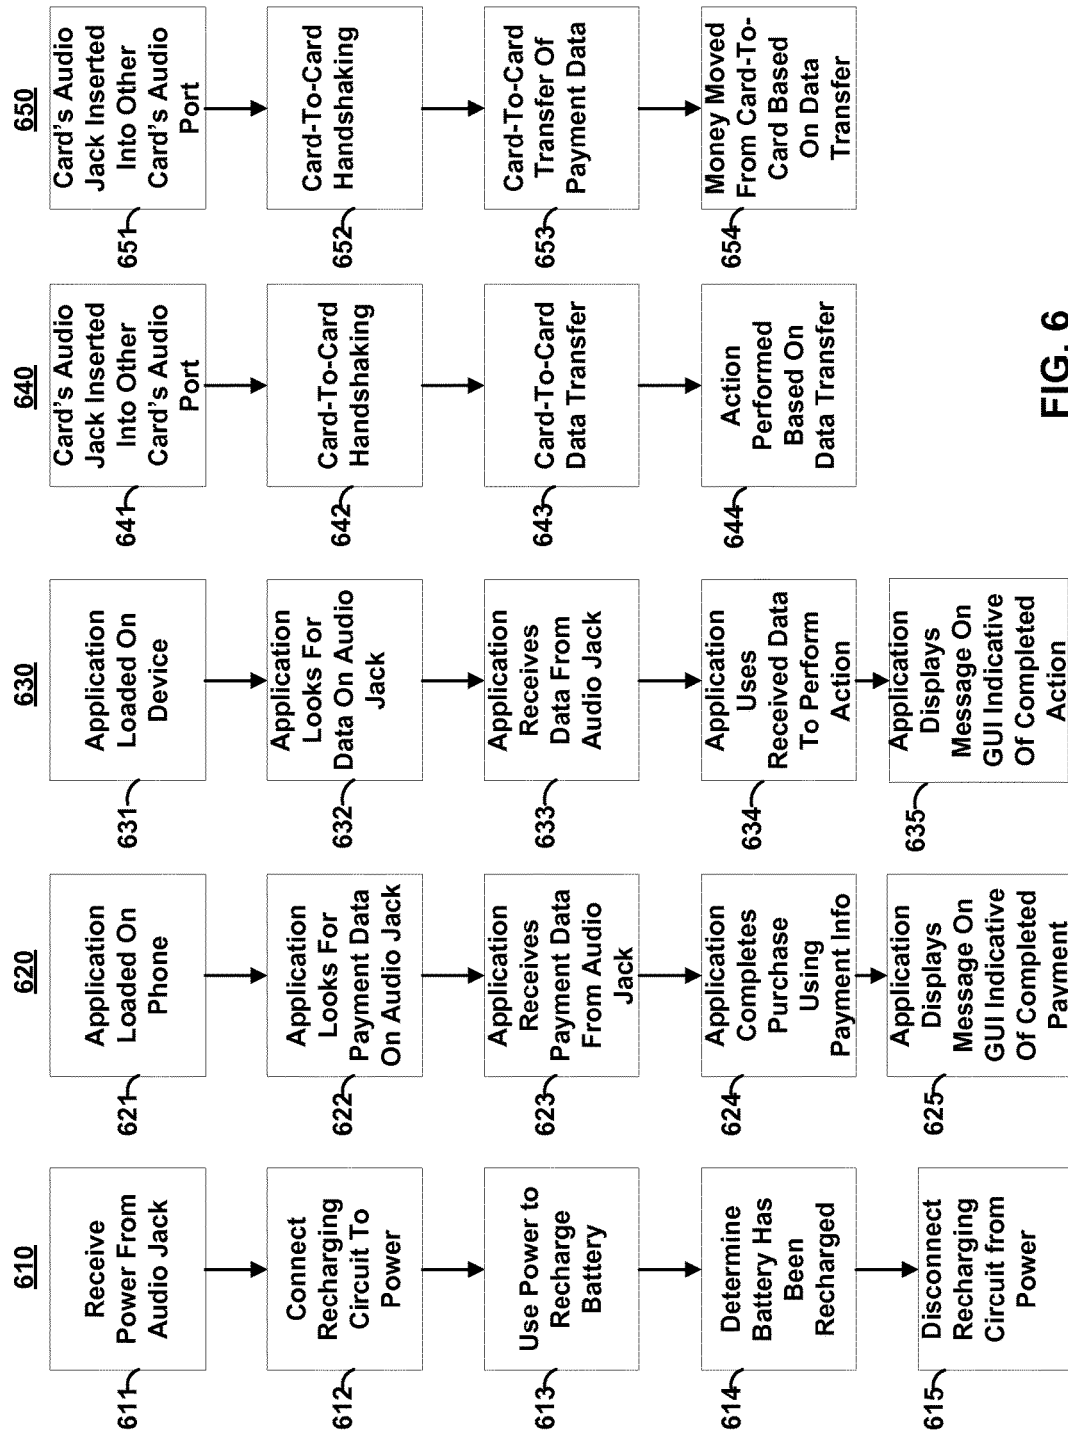 610
611
Receive
Power From
Audio Jack
612
Connect
Recharging
Circuit To
Power
613
Use Power to
Recharge
Battery
614
Determine
Battery Has
Been
Recharged
615
Disconnect
Recharging
Circuit from
Power
620
621
Application
Loaded On
Phone
622
Application
Looks For
Payment Data
On Audio Jack
623
Application
Receives
Payment Data
From Audio
Jack
624
Application
Completes
Purchase
Using
Payment Info
625
Application
Displays
Message On
GUI Indicative
Of Completed
Payment
630
631
Application
Loaded On
Device
632
Application
Looks For
Data On Audio
Jack
633
Application
Receives
Data From
Audio Jack
634
Application
Uses
Received Data
To Perform
Action
635
Application
Displays
Message On
GUI Indicative
Of Completed
Action
640
641
Card's Audio
Jack Inserted
Into Other
Card's Audio
Port
642
Card-To-Card
Handshaking
643
Card-To-Card
Data Transfer
644
Action
Performed
Based On
Data Transfer
650
651
Card's Audio
Jack Inserted
Into Other
Card's Audio
Port
652
Card-To-Card
Handshaking
653
Card-To-Card
Transfer Of
Payment Data
654
Money Moved
From Card-To-
Card Based
On Data
Transfer
FIG. 6